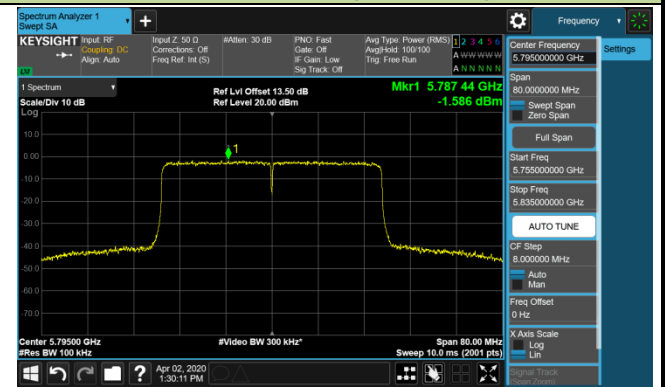 Spectrum Analyzer 1
Swept SA
+
Frequency
KEYSIGHT
Input: RF
Coupling: DC
Align: Auto
Input Z: 50 Ω
Corrections: Off
Freq Ref: Int (S)
#Atten: 30 dB
PNO: Fast
Gate: Off
IF Gain: Low
Sig Track: Off
Avg Type: Power (RMS)
Avg|Hold: 100/100
Trig: Free Run
1 2 3 4 5 6
A W W W W W
A N N N N N
1 Spectrum
Scale/Div 10 dB
Log
Ref Lvl Offset 13.50 dB
Ref Level 20.00 dBm
Mkr1 5.787 44 GHz
-1.586 dBm
1
10.0
0.00
-10.0
-20.0
-30.0
-40.0
-50.0
-60.0
-70.0
Center 5.79500 GHz
#Res BW 100 kHz
#Video BW 300 kHz*
Span 80.00 MHz
Sweep 10.0 ms (2001 pts)
Apr 02, 2020
1:30:11 PM
?
Center Frequency
5.795000000 GHz
Span
80.0000000 MHz
Swept Span
Zero Span
Full Span
Start Freq
5.755000000 GHz
Stop Freq
5.835000000 GHz
AUTO TUNE
CF Step
8.000000 MHz
Auto
Man
Freq Offset
0 Hz
X Axis Scale
Log
Lin
Signal Track
(Span Zoom)
Settings